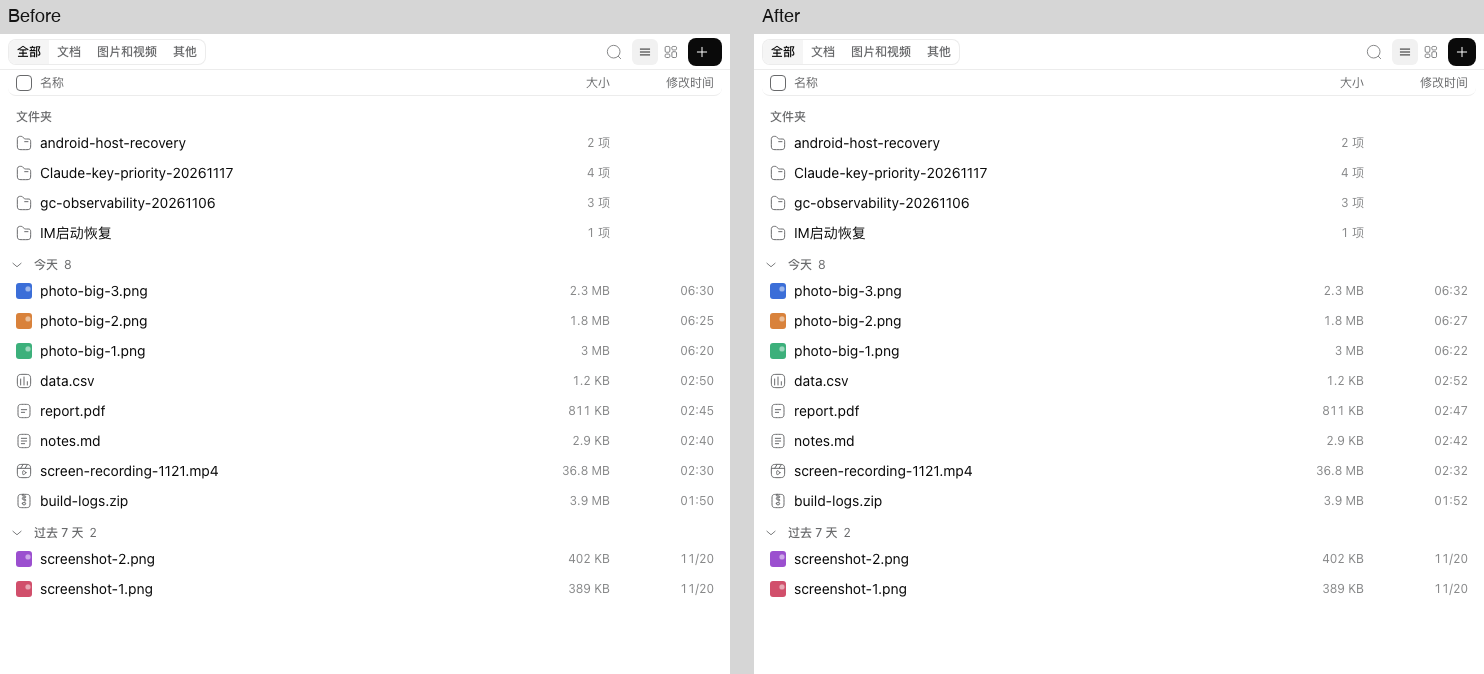 Before
全部 文档 图片和视频 其他
名称 大小 修改时间
文件夹
android-host-recovery 2 项
Claude-key-priority-20261117 4 项
gc-observability-20261106 3 项
IM启动恢复 1 项
今天 8
photo-big-3.png 2.3 MB 06:30
photo-big-2.png 1.8 MB 06:25
photo-big-1.png 3 MB 06:20
data.csv 1.2 KB 02:50
report.pdf 811 KB 02:45
notes.md 2.9 KB 02:40
screen-recording-1121.mp4 36.8 MB 02:30
build-logs.zip 3.9 MB 01:50
过去 7 天 2
screenshot-2.png 402 KB 11/20
screenshot-1.png 389 KB 11/20
After
全部 文档 图片和视频 其他
名称 大小 修改时间
文件夹
android-host-recovery 2 项
Claude-key-priority-20261117 4 项
gc-observability-20261106 3 项
IM启动恢复 1 项
今天 8
photo-big-3.png 2.3 MB 06:32
photo-big-2.png 1.8 MB 06:27
photo-big-1.png 3 MB 06:22
data.csv 1.2 KB 02:52
report.pdf 811 KB 02:47
notes.md 2.9 KB 02:42
screen-recording-1121.mp4 36.8 MB 02:32
build-logs.zip 3.9 MB 01:52
过去 7 天 2
screenshot-2.png 402 KB 11/20
screenshot-1.png 389 KB 11/20